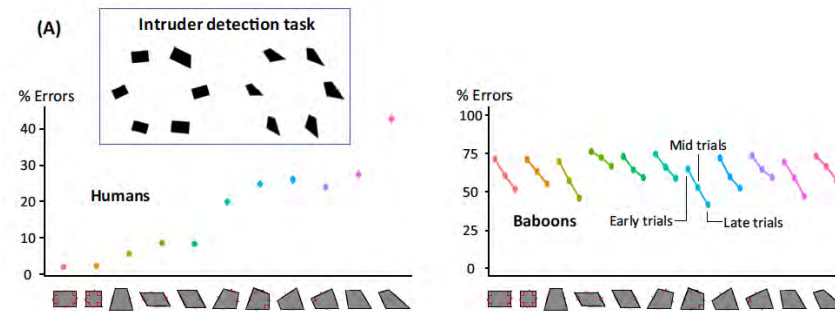 (A)
Intruder detection task
% Errors
40
30
20
10
0
Humans
% Errors
100
75
50
25
0
Mid trials
Baboons
Early trials
Late trials